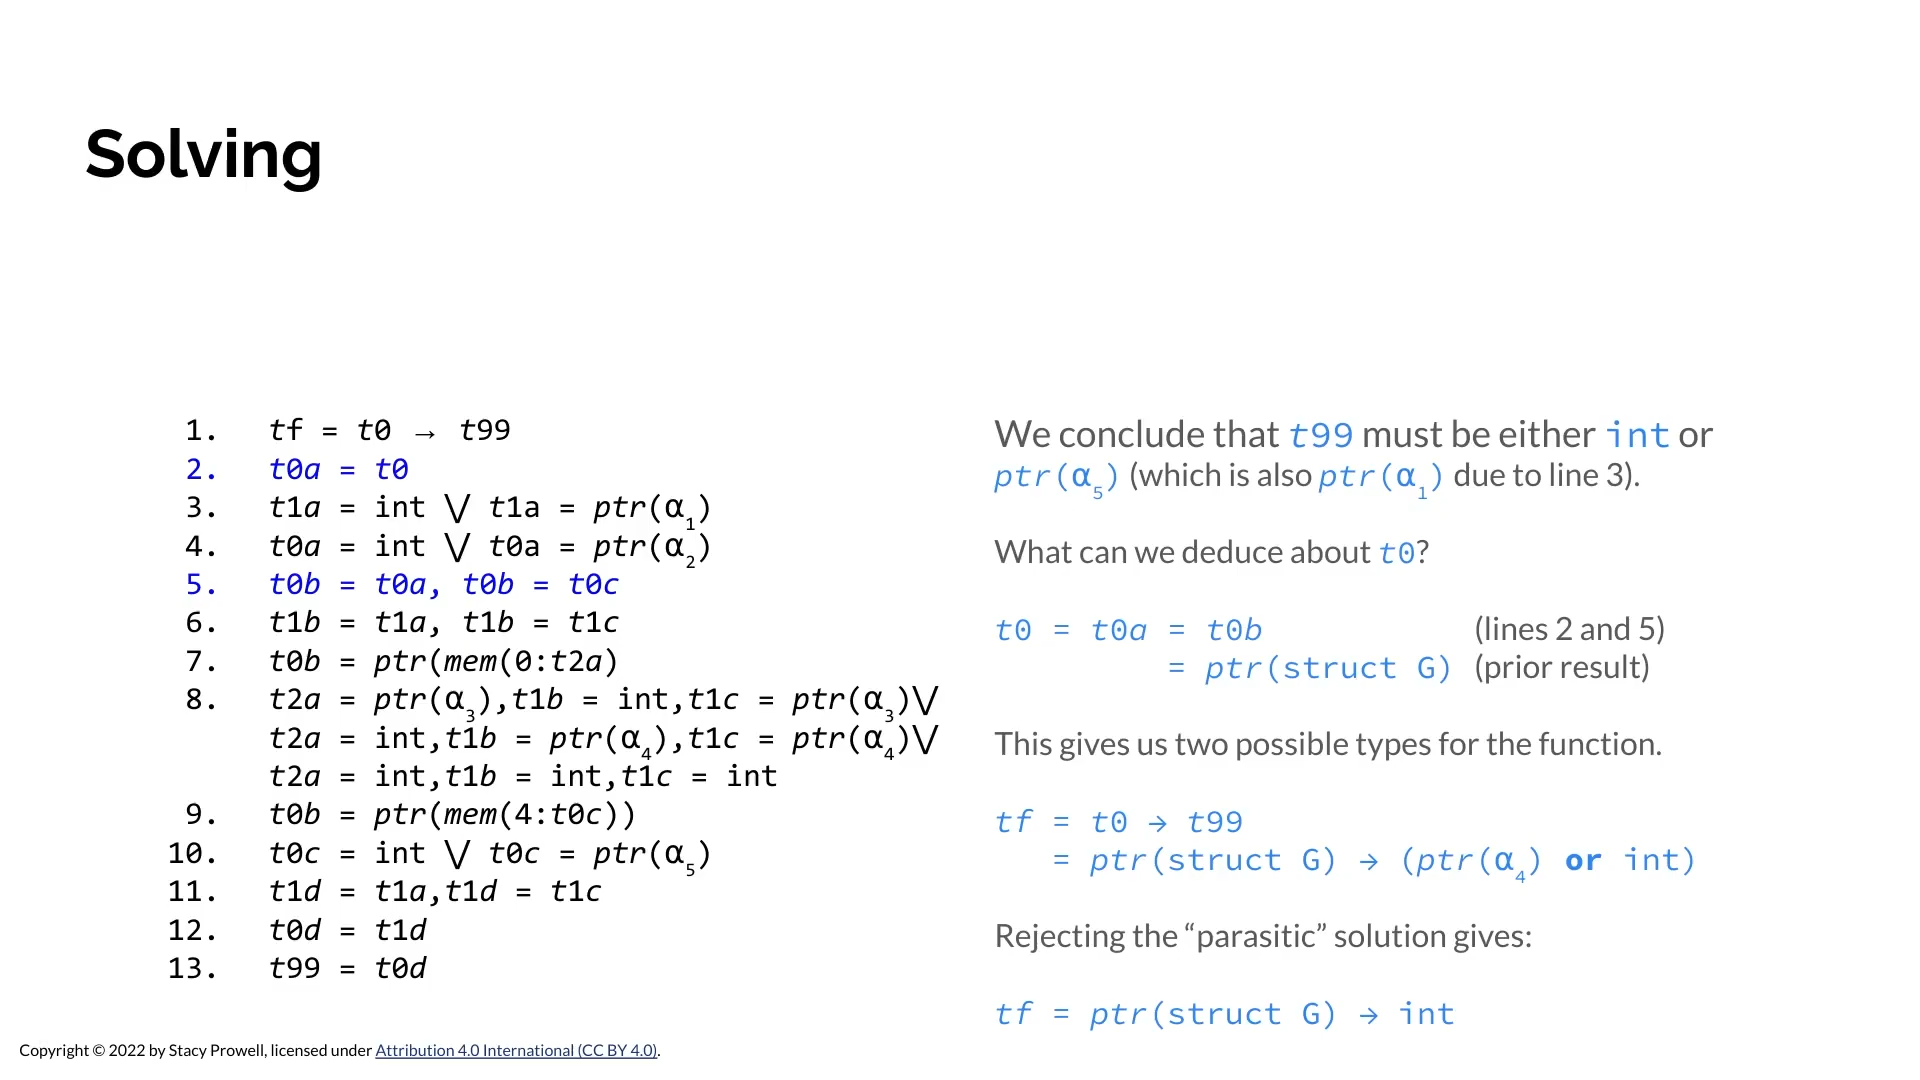 Solving
1. tf = t0 → t99
2. t0a = t0
3. t1a = int ⋁ t1a = ptr(α₁)
4. t0a = int ⋁ t0a = ptr(α₂)
5. t0b = t0a, t0b = t0c
6. t1b = t1a, t1b = t1c
7. t0b = ptr(mem(0:t2a)
8. t2a = ptr(α₃),t1b = int,t1c = ptr(α₃)⋁
t2a = int,t1b = ptr(α₄),t1c = ptr(α₄)⋁
t2a = int,t1b = int,t1c = int
9. t0b = ptr(mem(4:t0c))
10. t0c = int ⋁ t0c = ptr(α₅)
11. t1d = t1a,t1d = t1c
12. t0d = t1d
13. t99 = t0d
We conclude that t99 must be either int or
ptr(α₅) (which is also ptr(α₁) due to line 3).
What can we deduce about t0?
t0 = t0a = t0b (lines 2 and 5)
= ptr(struct G) (prior result)
This gives us two possible types for the function.
tf = t0 → t99
= ptr(struct G) → (ptr(α₄) or int)
Rejecting the “parasitic” solution gives:
tf = ptr(struct G) → int
Copyright © 2022 by Stacy Prowell, licensed under Attribution 4.0 International (CC BY 4.0).